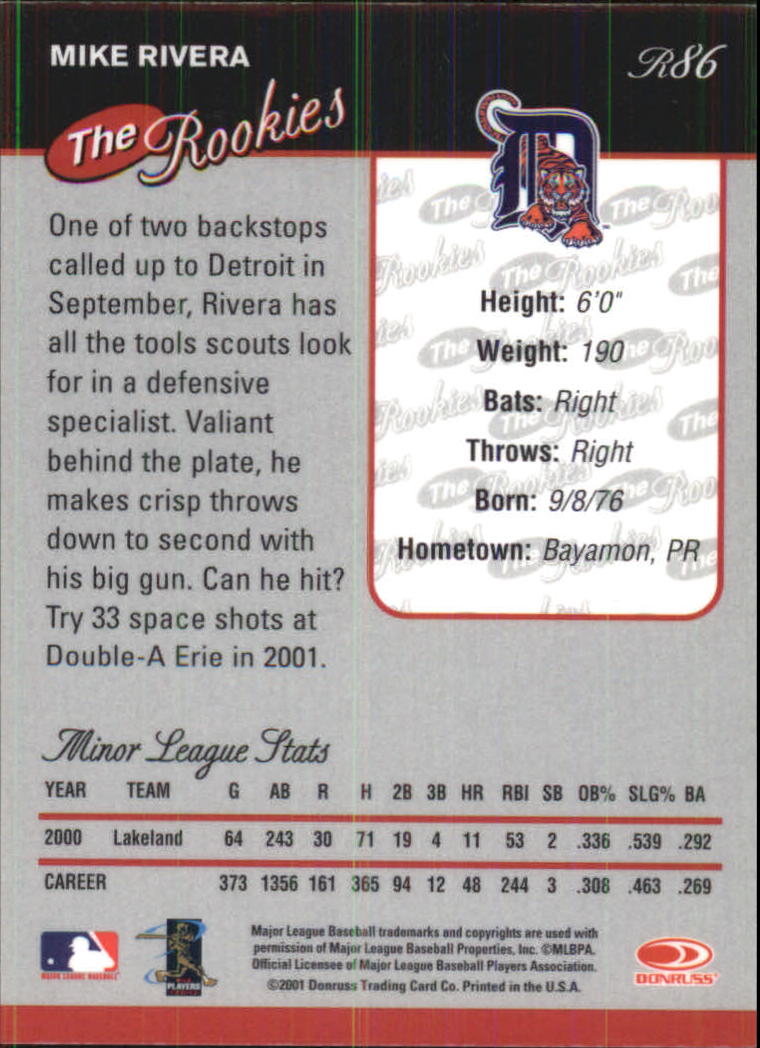 MIKE RIVERA
R86
The Rookies
One of two backstops
called up to Detroit in
September, Rivera has
all the tools scouts look
for in a defensive
specialist. Valiant
behind the plate, he
makes crisp throws
down to second with
his big gun. Can he hit?
Try 33 space shots at
Double-A Erie in 2001.
Height: 6'0"
Weight: 190
Bats: Right
Throws: Right
Born: 9/8/76
Hometown: Bayamon, PR
Minor League Stats
YEAR TEAM G AB R H 2B 3B HR RBI SB OB% SLG% BA
2000 Lakeland 64 243 30 71 19 4 11 53 2 .336 .539 .292
CAREER 373 1356 161 365 94 12 48 244 3 .308 .463 .269
MAJOR LEAGUE BASEBALL
PLAYERS
Major League Baseball trademarks and copyrights are used with
permission of Major League Baseball Properties, Inc. ©MLBPA.
Official Licensee of Major League Baseball Players Association.
©2001 Donruss Trading Card Co. Printed in the U.S.A.
DONRUSS